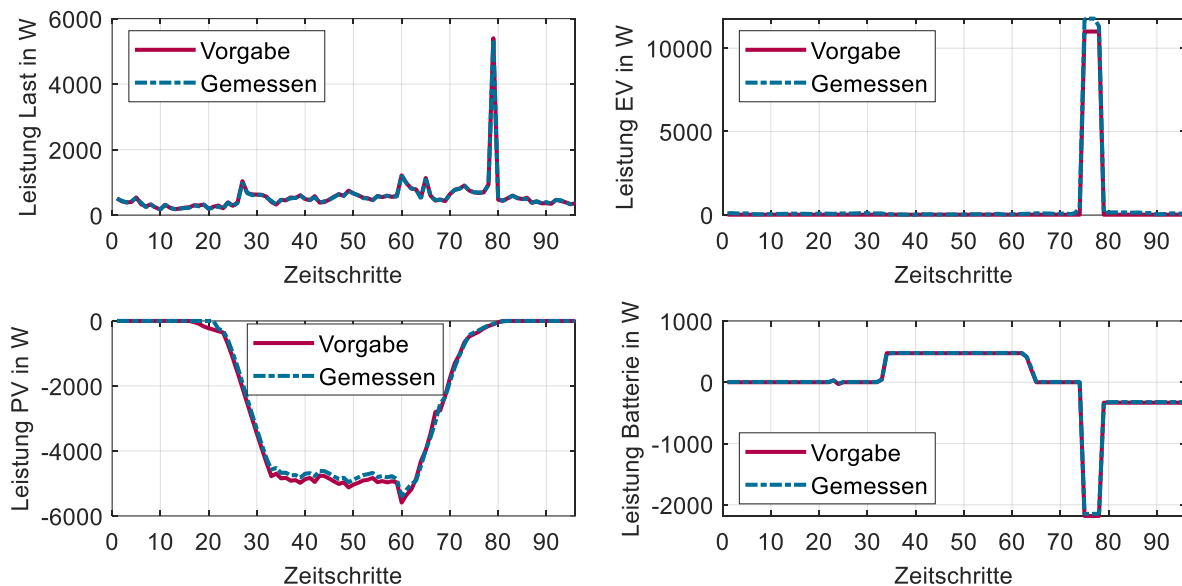 Leistung Last in W
6000
4000
2000
0
Vorgabe
Gemessen
0 10 20 30 40 50 60 70 80 90
Zeitschritte
Leistung EV in W
10000
5000
0
Vorgabe
Gemessen
0 10 20 30 40 50 60 70 80 90
Zeitschritte
Leistung PV in W
0
-2000
-4000
-6000
Vorgabe
Gemessen
0 10 20 30 40 50 60 70 80 90
Zeitschritte
Leistung Batterie in W
1000
0
-1000
-2000
Vorgabe
Gemessen
0 10 20 30 40 50 60 70 80 90
Zeitschritte